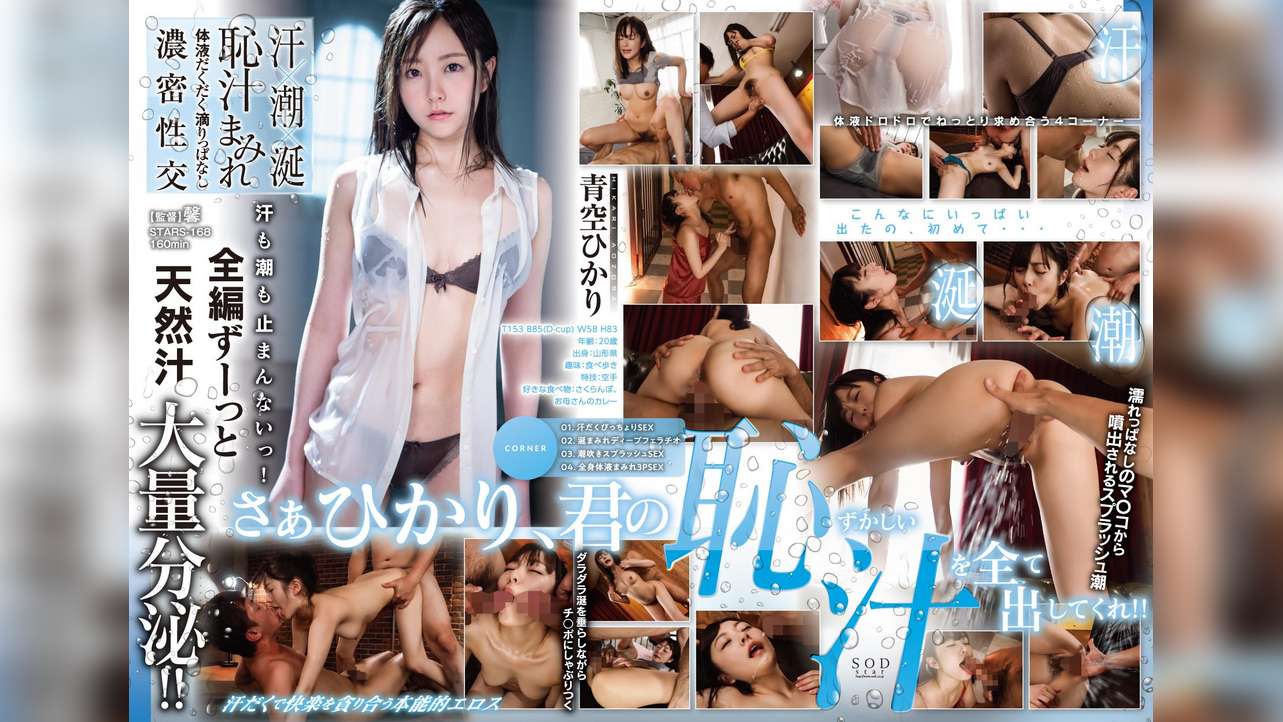 汗×潮×涎
恥汁まみれ
体液だくだく滴りっぱなし
濃密性交
【監督】馨
STARS-168
160min
汗も潮も止まんないっ！
全編ずーっと
天然汁
大量分泌!!
青空ひかり
HIKARI AOZORA
T153 B85(D-cup) W58 H83
年齢：20歳
出身：山形県
趣味：食べ歩き
特技：空手
好きな食べ物：さくらんぼ、
お母さんのカレー
CORNER
01. 汗だくびっちょりSEX
02. 涎まみれディープフェラチオ
03. 潮吹きスプラッシュSEX
04. 全身体液まみれ3PSEX
汗
体液ドロドロでねっとり求め合う4コーナー
こんなにいっぱい
出たの、初めて・・・
涎
潮
濡れっぱなしのマ〇コから
噴出されるスプラッシュ潮
さぁひかり、君の恥ずかしい汁を全て出してくれ!!
ダラダラ涎を垂らしながら
チ〇ポにしゃぶりつく
汗だくで快楽を貪り合う本能的エロス
SOD
star